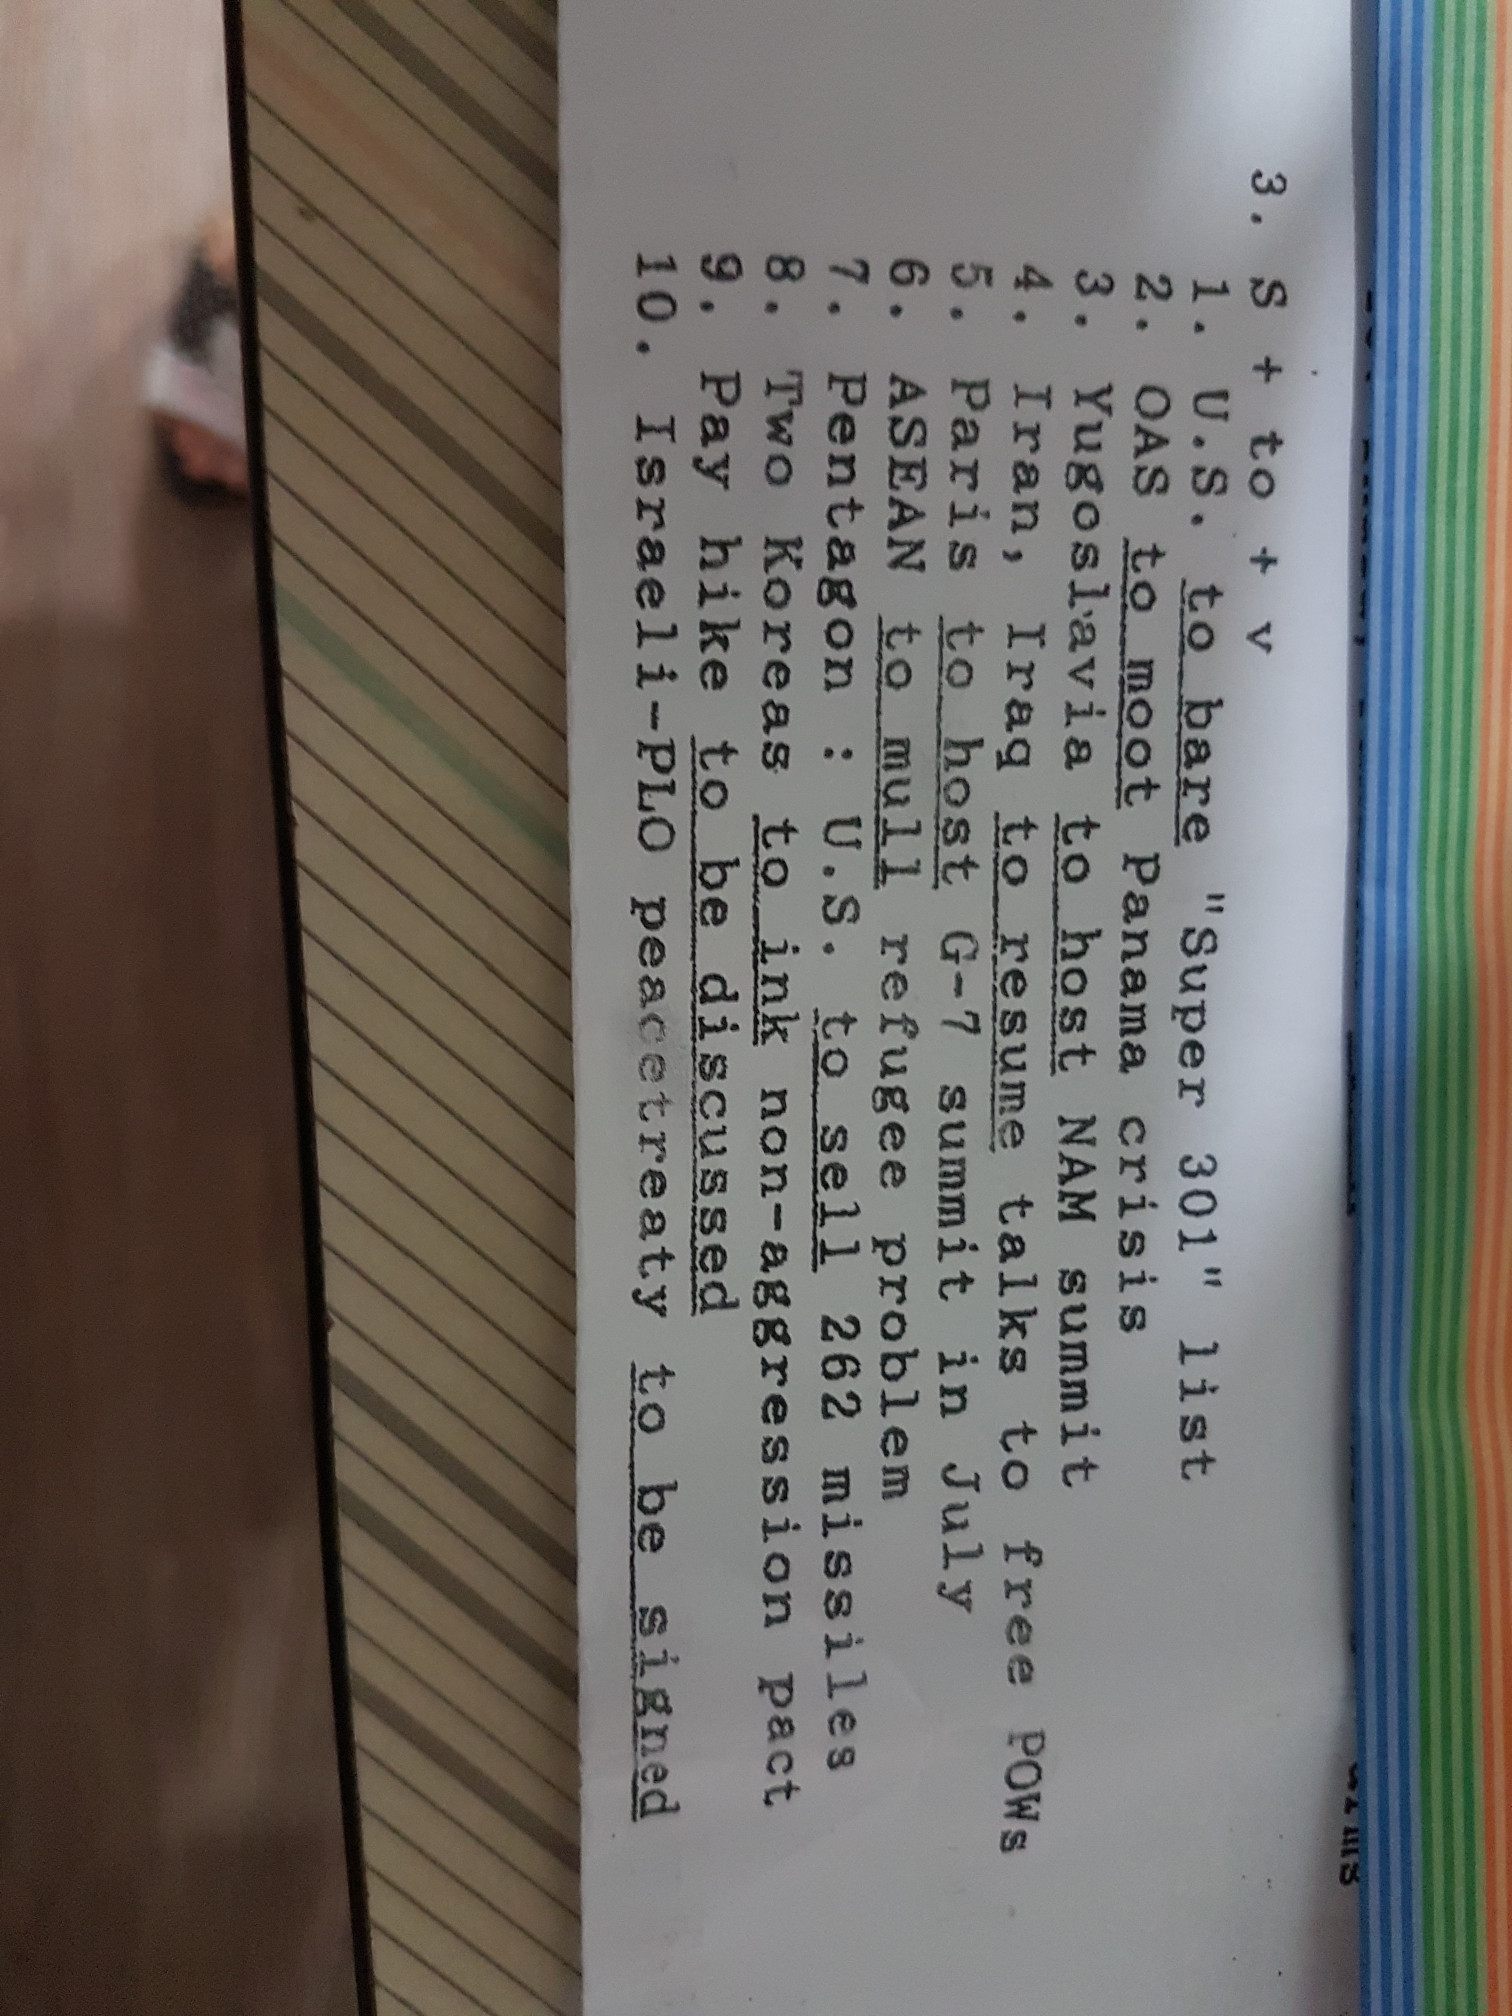 3. S + to + v
1. U.S. to bare "Super 301" list
2. OAS to moot Panama crisis
3. Yugoslavia to host NAM summit
4. Iran, Iraq to resume talks to free POWs
5. Paris to host G-7 summit in July
6. ASEAN to mull refugee problem
7. Pentagon : U.S. to sell 262 missiles
8. Two Koreas to ink non-aggression pact
9. Pay hike to be discussed
10. Israeli-PLO peacetreaty to be signed